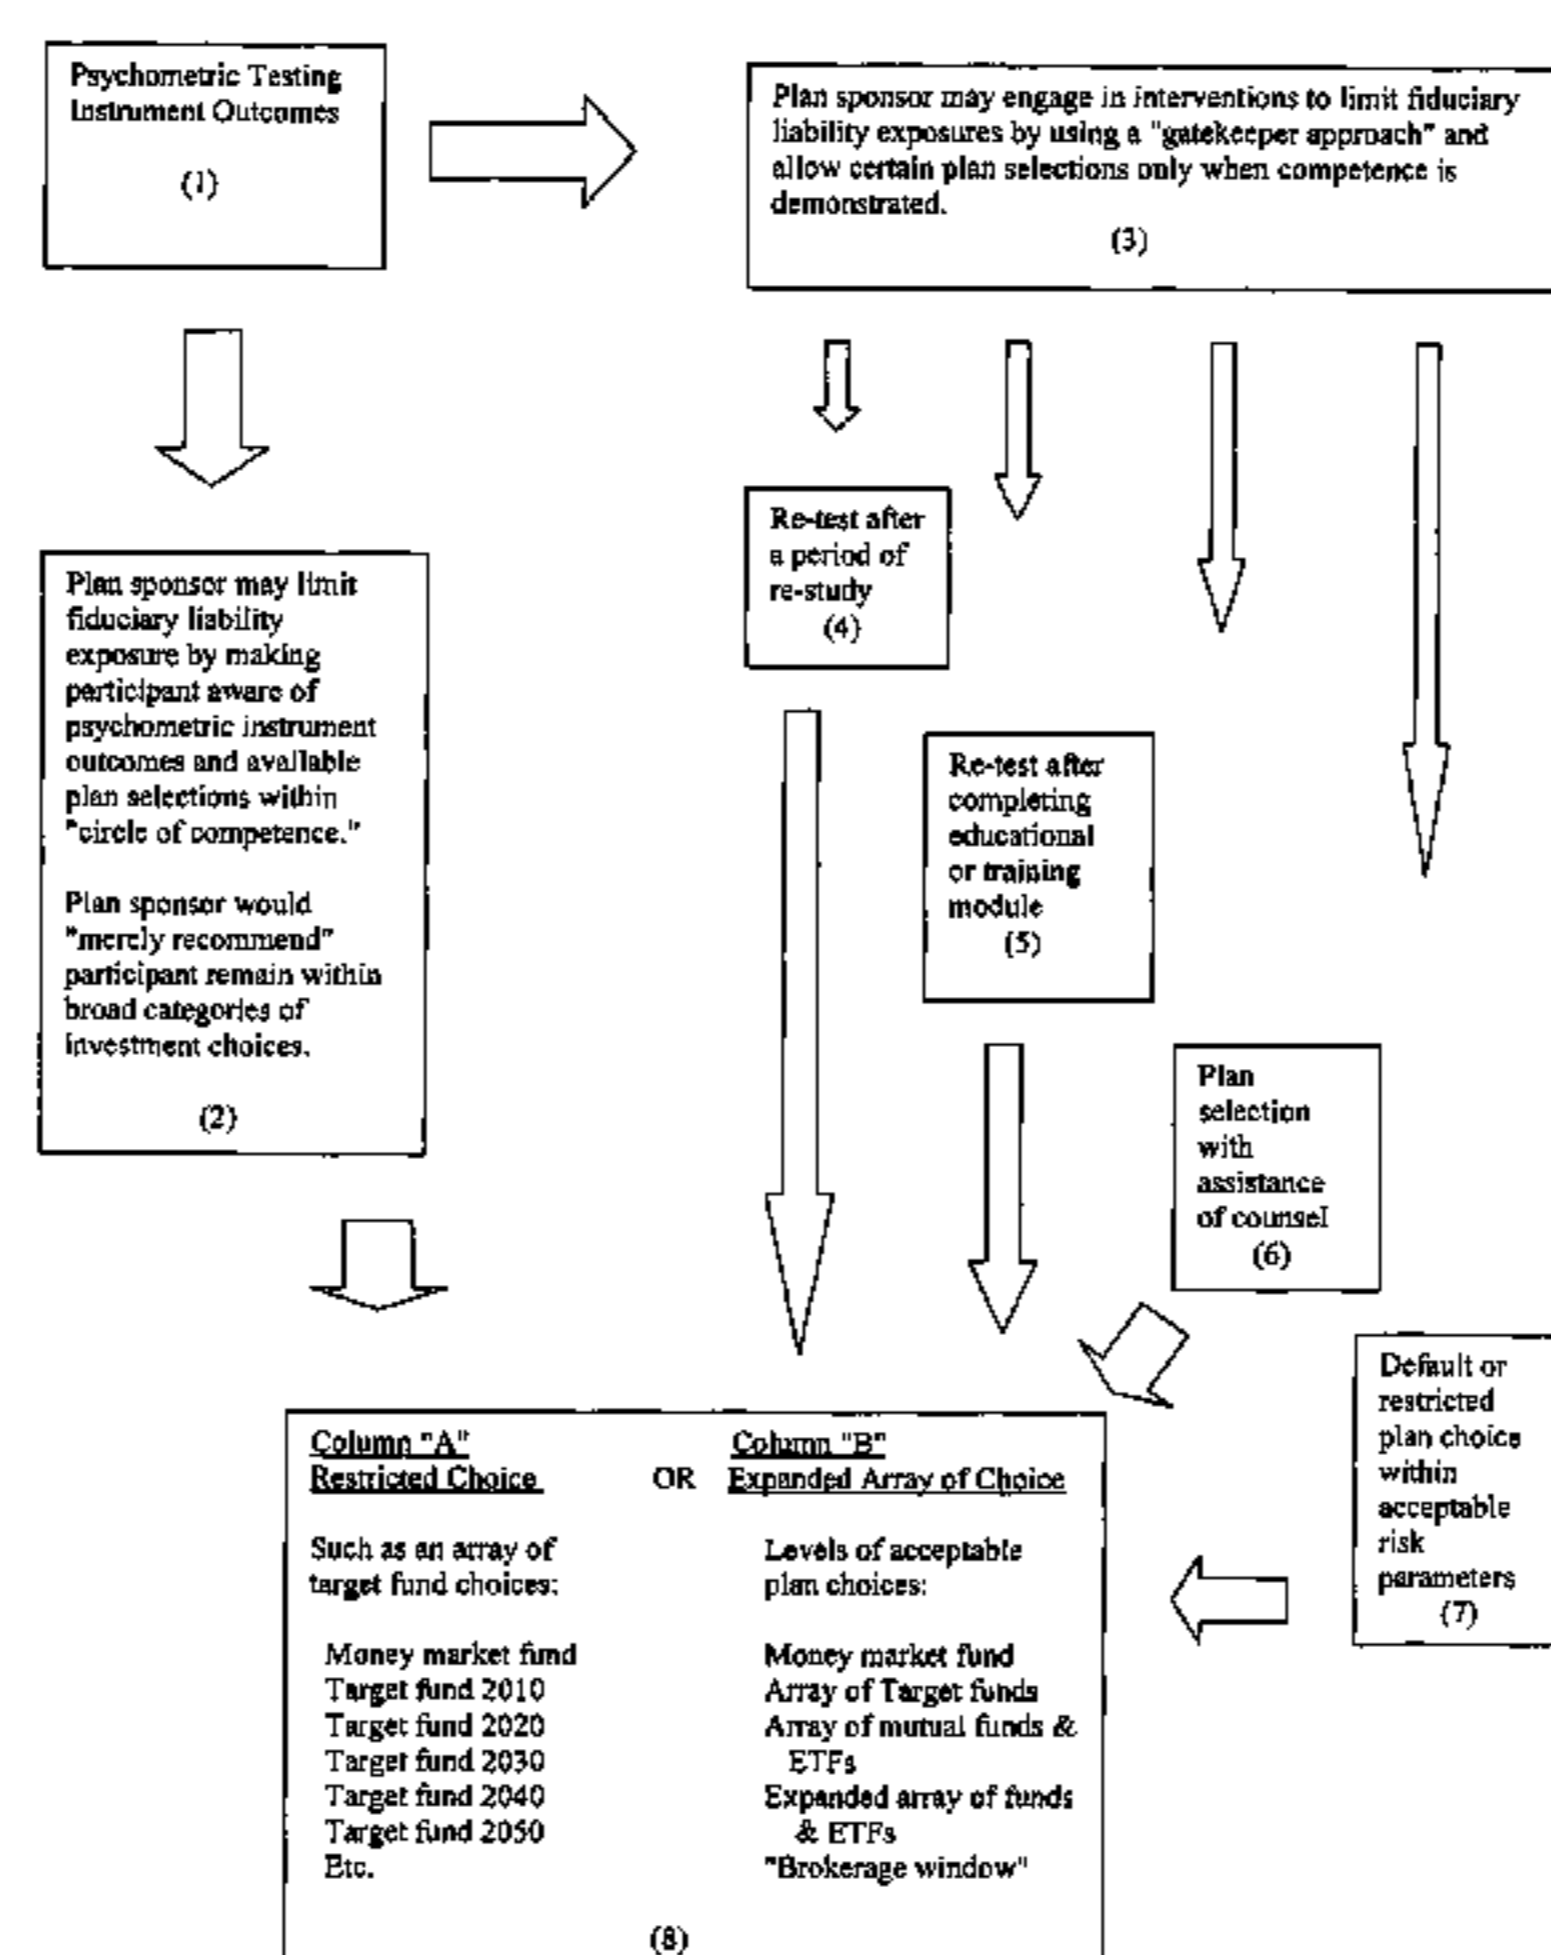 Psychometric Testing
Instrument Outcomes
(1)
Plan sponsor may engage in interventions to limit fiduciary
liability exposures by using a "gatekeeper approach" and
allow certain plan selections only when competence is
demonstrated.
(3)
Plan sponsor may limit
fiduciary liability
exposure by making
participant aware of
psychometric instrument
outcomes and available
plan selections within
"circle of competence."
Plan sponsor would
"merely recommend"
participant remain within
broad categories of
investment choices.
(2)
Re-test after
a period of
re-study
(4)
Re-test after
completing
educational
or training
module
(5)
Plan
selection
with
assistance
of counsel
(6)
Default or
restricted
plan choice
within
acceptable
risk
parameters
(7)
Column "A"
Restricted Choice
Such as an array of
target fund choices:
Money market fund
Target fund 2010
Target fund 2020
Target fund 2030
Target fund 2040
Target fund 2050
Etc.
OR
Column "B"
Expanded Array of Choice
Levels of acceptable
plan choices:
Money market fund
Array of Target funds
Array of mutual funds &
ETFs
Expanded array of funds
& ETFs
"Brokerage window"
(8)